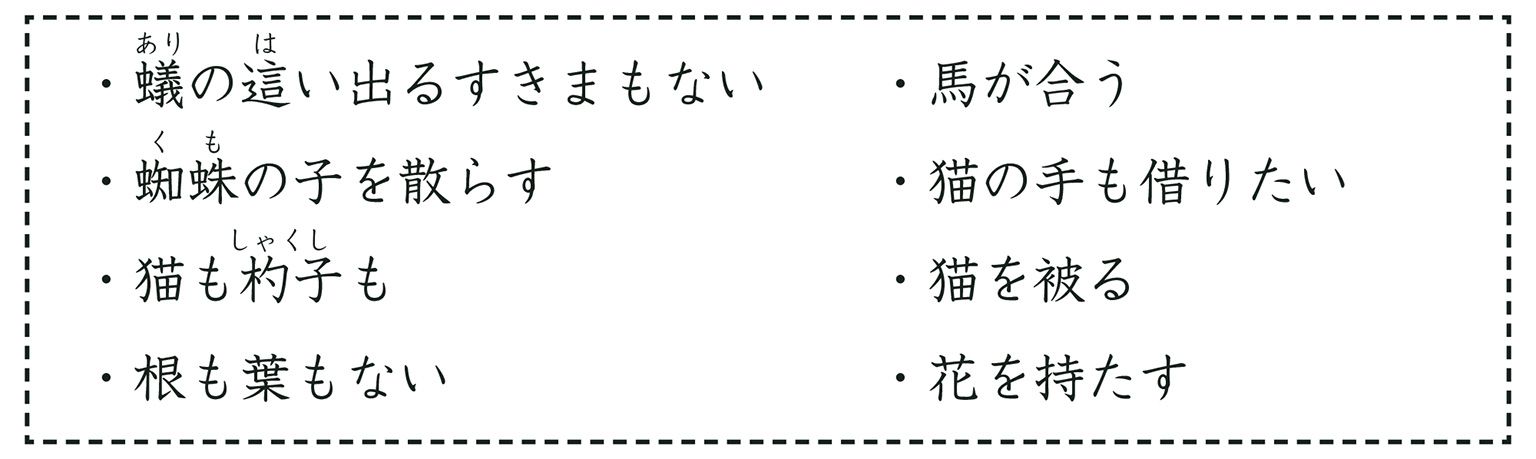 ・蟻の這い出るすきまもない
・蜘蛛の子を散らす
・猫も杓子も
・根も葉もない
・馬が合う
・猫の手も借りたい
・猫を被る
・花を持たす
あり
は
く も
しゃくし